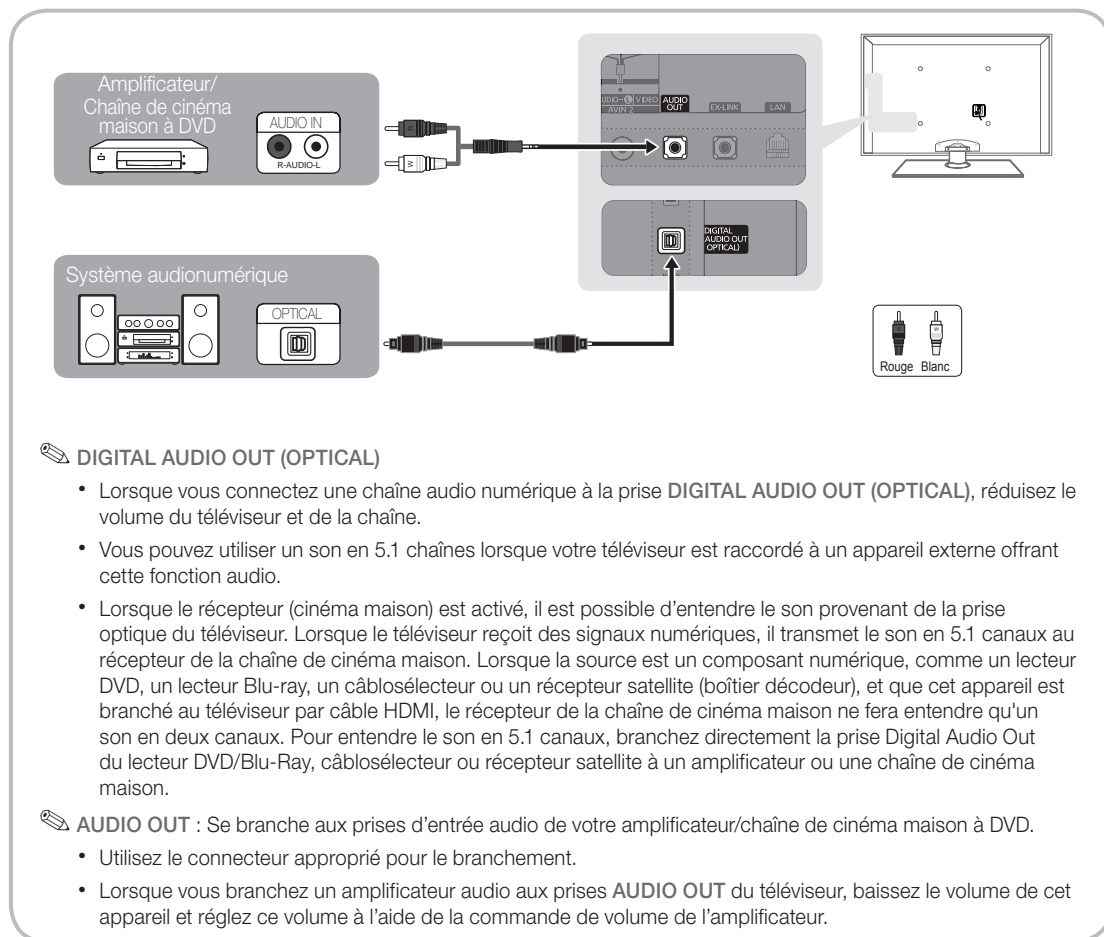 Amplificateur/
Chaîne de cinéma
maison à DVD
AUDIO IN
R-AUDIO-L
R
W
VIDEO
AV IN 2
AUDIO
OUT
EX-LINK
LAN
DIGITAL
AUDIO OUT
(OPTICAL)
Système audionumérique
OPTICAL
R
W
Rouge Blanc
DIGITAL AUDIO OUT (OPTICAL)
• Lorsque vous connectez une chaîne audio numérique à la prise DIGITAL AUDIO OUT (OPTICAL), réduisez le
volume du téléviseur et de la chaîne.
• Vous pouvez utiliser un son en 5.1 chaînes lorsque votre téléviseur est raccordé à un appareil externe offrant
cette fonction audio.
• Lorsque le récepteur (cinéma maison) est activé, il est possible d’entendre le son provenant de la prise
optique du téléviseur. Lorsque le téléviseur reçoit des signaux numériques, il transmet le son en 5.1 canaux au
récepteur de la chaîne de cinéma maison. Lorsque la source est un composant numérique, comme un lecteur
DVD, un lecteur Blu-ray, un câblosélecteur ou un récepteur satellite (boîtier décodeur), et que cet appareil est
branché au téléviseur par câble HDMI, le récepteur de la chaîne de cinéma maison ne fera entendre qu'un
son en deux canaux. Pour entendre le son en 5.1 canaux, branchez directement la prise Digital Audio Out
du lecteur DVD/Blu-Ray, câblosélecteur ou récepteur satellite à un amplificateur ou une chaîne de cinéma
maison.
AUDIO OUT : Se branche aux prises d’entrée audio de votre amplificateur/chaîne de cinéma maison à DVD.
• Utilisez le connecteur approprié pour le branchement.
• Lorsque vous branchez un amplificateur audio aux prises AUDIO OUT du téléviseur, baissez le volume de cet
appareil et réglez ce volume à l’aide de la commande de volume de l’amplificateur.